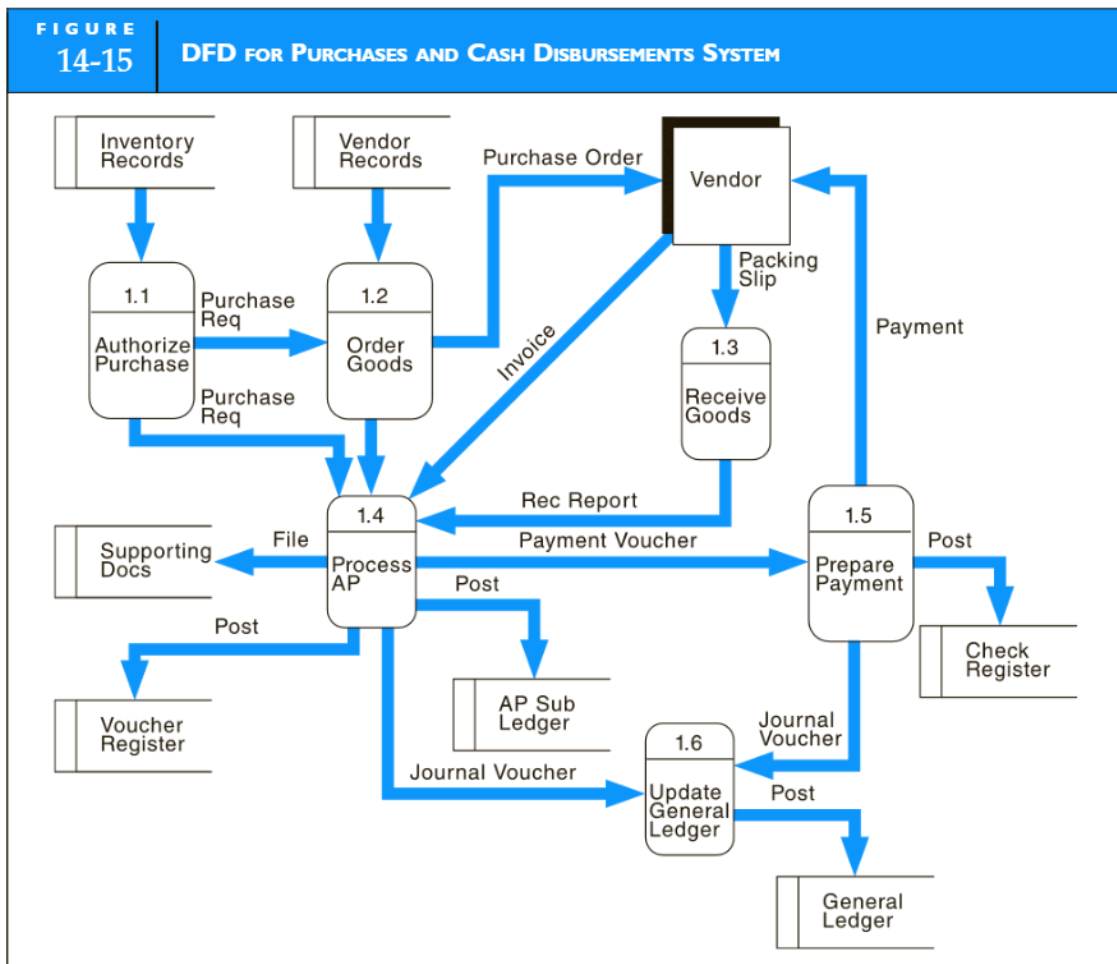 FIGURE
14-15
DFD FOR PURCHASES AND CASH DISBURSEMENTS SYSTEM
Inventory
Records
Vendor
Records
Purchase Order
Vendor
Packing
Slip
1.1
Authorize
Purchase
Purchase
Req
1.2
Order
Goods
Invoice
1.3
Receive
Goods
Payment
Purchase
Req
Rec Report
1.4
Process
AP
File
Supporting
Docs
Payment Voucher
1.5
Prepare
Payment
Post
Check
Register
Post
Post
Voucher
Register
AP Sub
Ledger
Journal
Voucher
Journal Voucher
1.6
Update
General
Ledger
Post
General
Ledger